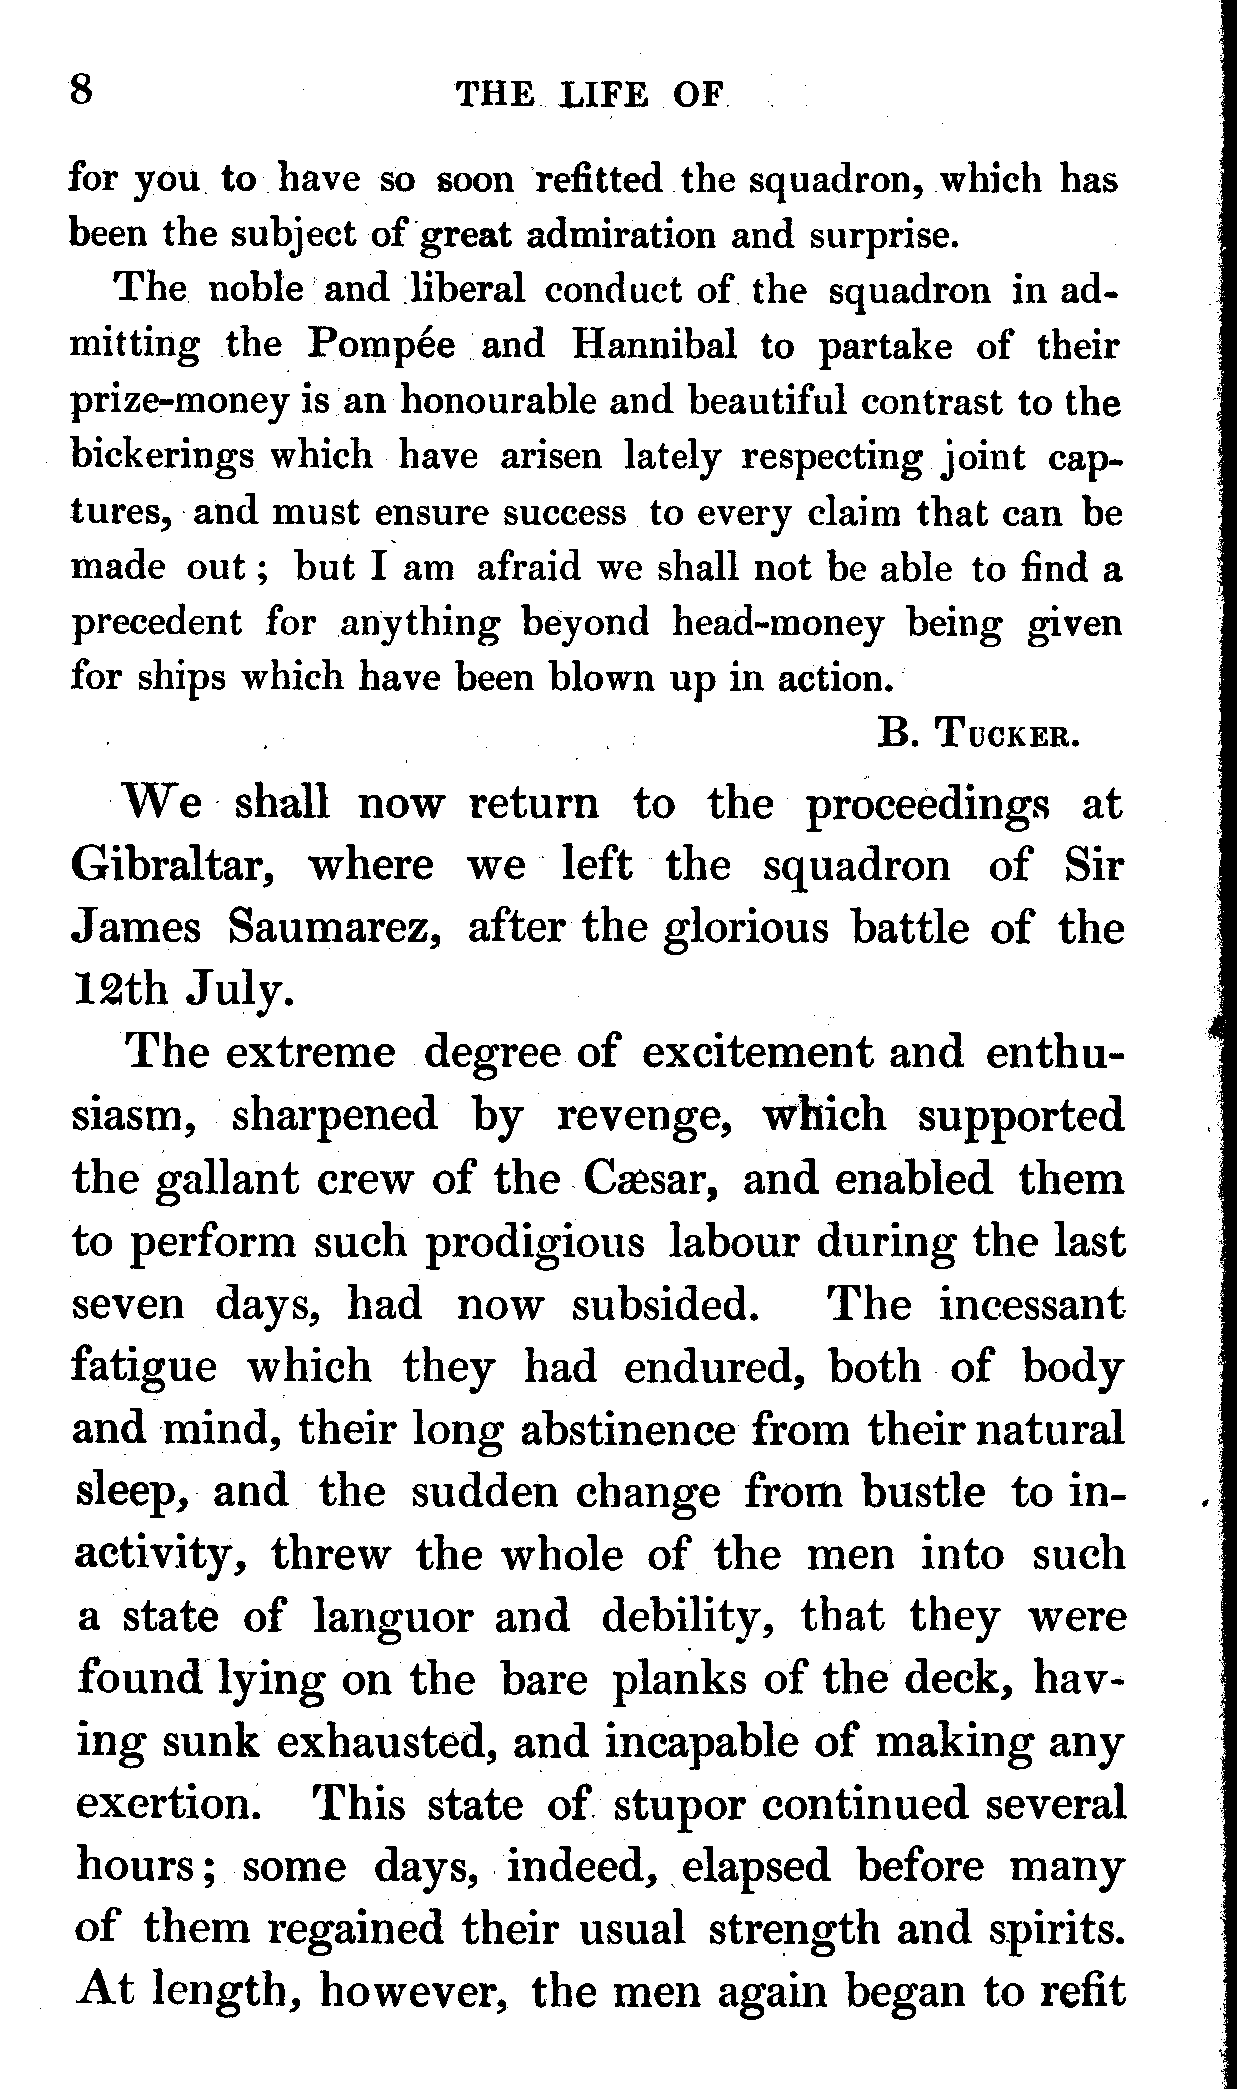 8 THE LIFE OF
for you to have so soon refitted the squadron, which has
been the subject of great admiration and surprise.
The noble and liberal conduct of the squadron in ad-
mitting the Pompée and Hannibal to partake of their
prize-money is an honourable and beautiful contrast to the
bickerings which have arisen lately respecting joint cap-
tures, and must ensure success to every claim that can be
made out ; but I am afraid we shall not be able to find a
precedent for anything beyond head-money being given
for ships which have been blown up in action.
B. TUCKER.
We shall now return to the proceedings at
Gibraltar, where we left the squadron of Sir
James Saumarez, after the glorious battle of the
12th July.
The extreme degree of excitement and enthu-
siasm, sharpened by revenge, which supported
the gallant crew of the Cæsar, and enabled them
to perform such prodigious labour during the last
seven days, had now subsided. The incessant
fatigue which they had endured, both of body
and mind, their long abstinence from their natural
sleep, and the sudden change from bustle to in-
activity, threw the whole of the men into such
a state of languor and debility, that they were
found lying on the bare planks of the deck, hav-
ing sunk exhausted, and incapable of making any
exertion. This state of stupor continued several
hours ; some days, indeed, elapsed before many
of them regained their usual strength and spirits.
At length, however, the men again began to refit